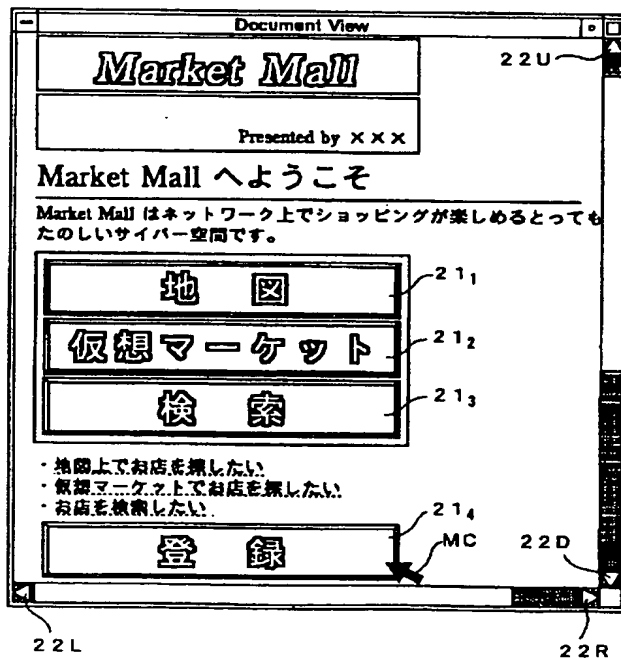 Document View
22U
Market Mall
Presented by ×××
Market Mall へようこそ
Market Mall はネットワーク上でショッピングが楽しめるとっても
たのしいサイバー空間です。
地 図
21₁
仮想マーケット
21₂
検 索
21₃
・地図上でお店を探したい
・仮想マーケットでお店を探したい
・お店を検索したい
21₄
登 録
MC
22D
22L
22R